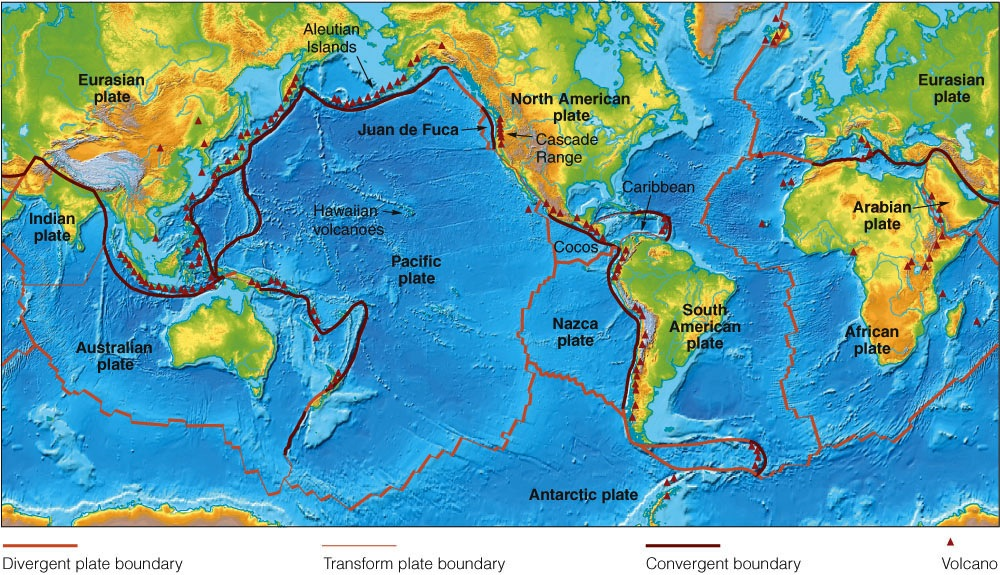 Aleutian
Islands
Eurasian
plate
North American
plate
Eurasian
plate
Juan de Fuca
Cascade
Range
Caribbean
Arabian
plate
Indian
plate
Hawaiian
volcanoes
Cocos
Pacific
plate
Nazca
plate
South
American
plate
African
plate
Australian
plate
Antarctic plate
Divergent plate boundary
Transform plate boundary
Convergent boundary
Volcano